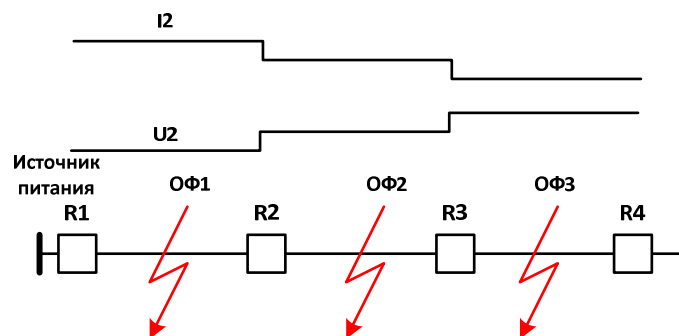 I2
U2
Источник
питания
ОФ1
ОФ2
ОФ3
R1
R2
R3
R4